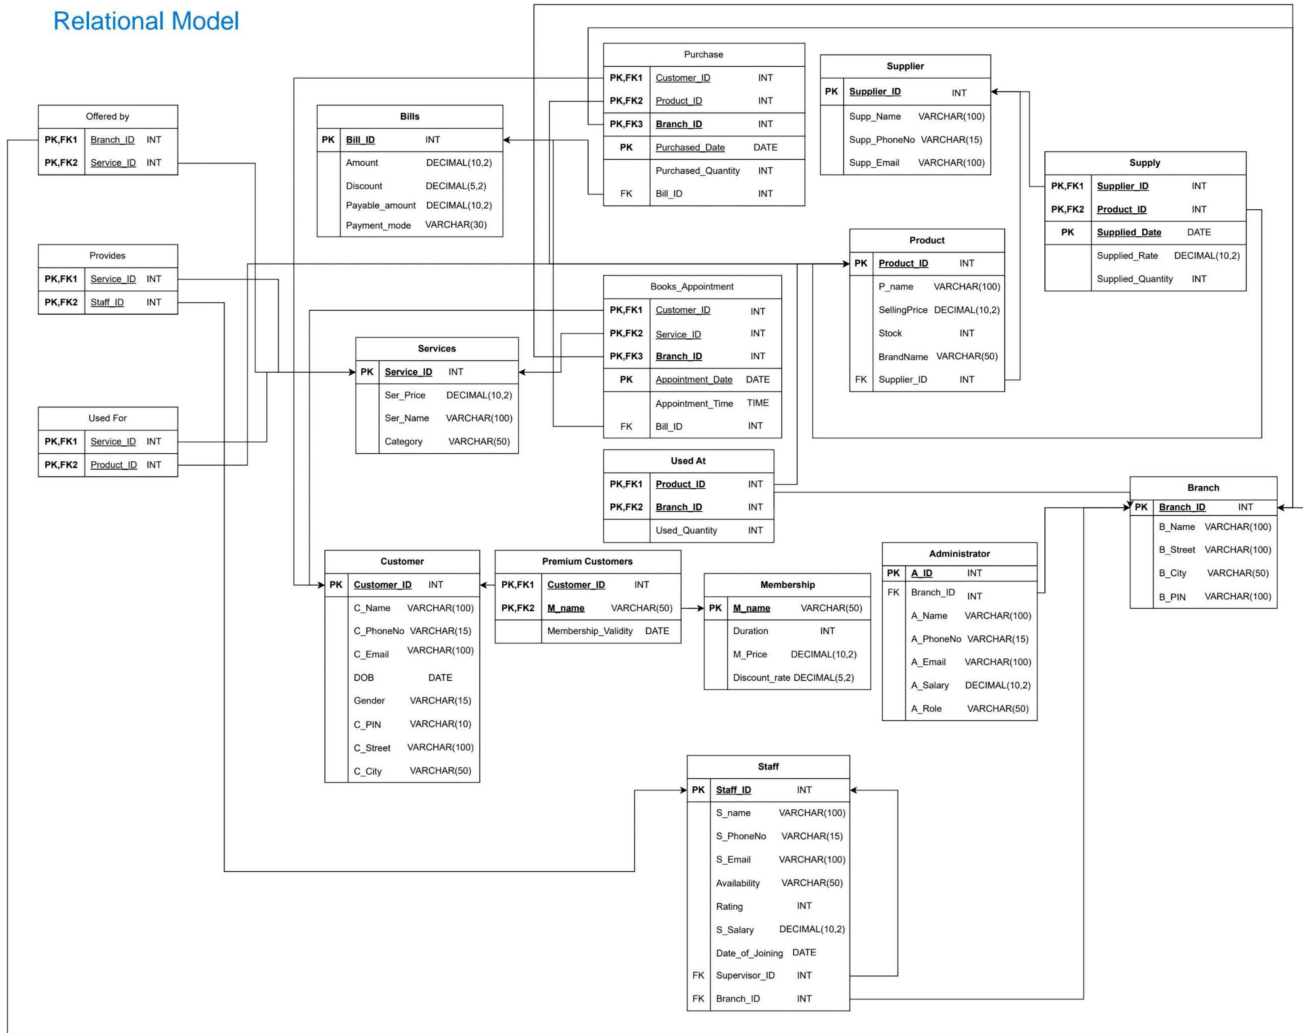 Relational Model
Offered by
PK,FK1 Branch_ID INT
PK,FK2 Service_ID INT
Provides
PK,FK1 Service_ID INT
PK,FK2 Staff_ID INT
Used For
PK,FK1 Service_ID INT
PK,FK2 Product_ID INT
Bills
PK Bill_ID INT
Amount DECIMAL(10,2)
Discount DECIMAL(5,2)
Payable_amount DECIMAL(10,2)
Payment_mode VARCHAR(30)
Services
PK Service_ID INT
Ser_Price DECIMAL(10,2)
Ser_Name VARCHAR(100)
Category VARCHAR(50)
Purchase
PK,FK1 Customer_ID INT
PK,FK2 Product_ID INT
PK,FK3 Branch_ID INT
PK Purchased_Date DATE
Purchased_Quantity INT
FK Bill_ID INT
Books_Appointment
PK,FK1 Customer_ID INT
PK,FK2 Service_ID INT
PK,FK3 Branch_ID INT
PK Appointment_Date DATE
Appointment_Time TIME
FK Bill_ID INT
Used At
PK,FK1 Product_ID INT
PK,FK2 Branch_ID INT
Used_Quantity INT
Supplier
PK Supplier_ID INT
Supp_Name VARCHAR(100)
Supp_PhoneNo VARCHAR(15)
Supp_Email VARCHAR(100)
Supply
PK,FK1 Supplier_ID INT
PK,FK2 Product_ID INT
PK Supplied_Date DATE
Supplied_Rate DECIMAL(10,2)
Supplied_Quantity INT
Product
PK Product_ID INT
P_name VARCHAR(100)
SellingPrice DECIMAL(10,2)
Stock INT
BrandName VARCHAR(50)
FK Supplier_ID INT
Branch
PK Branch_ID INT
B_Name VARCHAR(100)
B_Street VARCHAR(100)
B_City VARCHAR(50)
B_PIN VARCHAR(100)
Customer
PK Customer_ID INT
C_Name VARCHAR(100)
C_PhoneNo VARCHAR(15)
C_Email VARCHAR(100)
DOB DATE
Gender VARCHAR(15)
C_PIN VARCHAR(10)
C_Street VARCHAR(100)
C_City VARCHAR(50)
Premium Customers
PK,FK1 Customer_ID INT
PK,FK2 M_name VARCHAR(50)
Membership_Validity DATE
Membership
PK M_name VARCHAR(50)
Duration INT
M_Price DECIMAL(10,2)
Discount_rate DECIMAL(5,2)
Administrator
PK A_ID INT
FK Branch_ID INT
A_Name VARCHAR(100)
A_PhoneNo VARCHAR(15)
A_Email VARCHAR(100)
A_Salary DECIMAL(10,2)
A_Role VARCHAR(50)
Staff
PK Staff_ID INT
S_name VARCHAR(100)
S_PhoneNo VARCHAR(15)
S_Email VARCHAR(100)
Availability VARCHAR(50)
Rating INT
S_Salary DECIMAL(10,2)
Date_of_Joining DATE
FK Supervisor_ID INT
FK Branch_ID INT